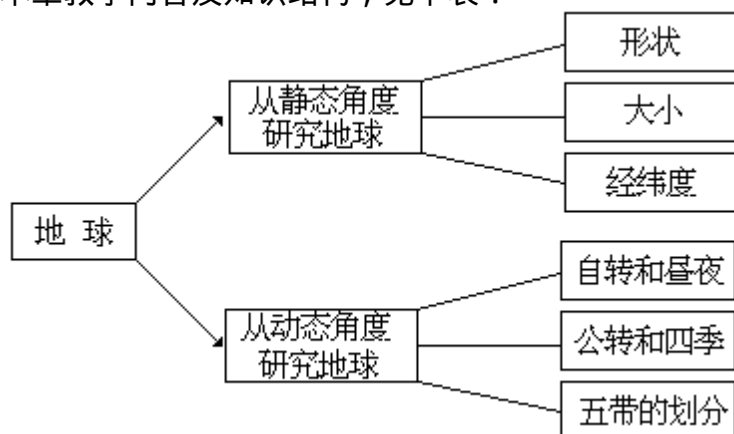 形状
从静态角度
研究地球
大小
经纬度
地 球
自转和昼夜
从动态角度
研究地球
公转和四季
五带的划分